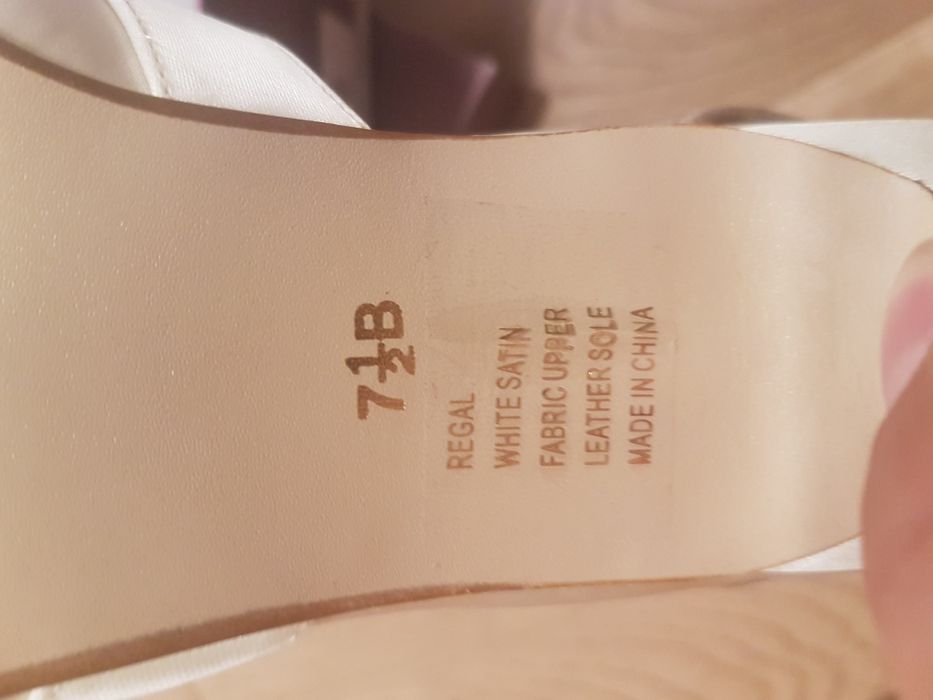 7½B
REGAL
WHITE SATIN
FABRIC UPPER
LEATHER SOLE
MADE IN CHINA